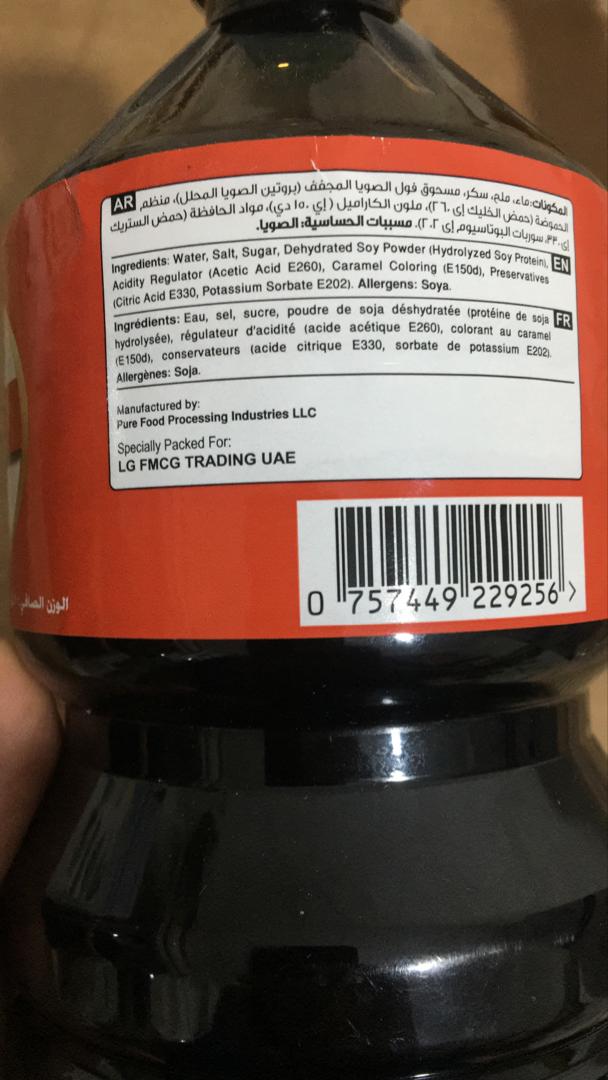 AR المكونات: ماء، ملح، سكر، مسحوق فول الصويا المجفف (بروتين الصويا المحلل)، منظم
الحموضة (حمض الخليك إي ٢٦٠)، ملون الكاراميل (إي ١٥٠ دي)، مواد الحافظة (حمض الستريك
إي ٣٣٠، سوربات البوتاسيوم إي ٢٠٢). مسببات الحساسية: الصويا.
Ingredients: Water, Salt, Sugar, Dehydrated Soy Powder (Hydrolyzed Soy Protein), EN
Acidity Regulator (Acetic Acid E260), Caramel Coloring (E150d), Preservatives
(Citric Acid E330, Potassium Sorbate E202). Allergens: Soya.
Ingrédients: Eau, sel, sucre, poudre de soja déshydratée (protéine de soja FR
hydrolysée), régulateur d'acidité (acide acétique E260), colorant au caramel
(E150d), conservateurs (acide citrique E330, sorbate de potassium E202).
Allergènes: Soja.
Manufactured by:
Pure Food Processing Industries LLC
Specially Packed For:
LG FMCG TRADING UAE
0 757449 229256 >
الوزن الصافي: